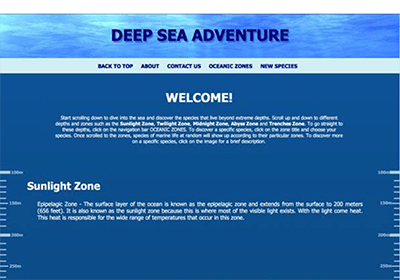 DEEP SEA ADVENTURE
BACK TO TOP ABOUT CONTACT US OCEANIC ZONES NEW SPECIES
WELCOME!
Start scrolling down to dive into the sea and discover the species that live beyond extreme depths. Scroll up and down to different
depths and zones such as the Sunlight Zone, Twilight Zone, Midnight Zone, Abyss Zone and Trenches Zone. To go straight to
these depths, click on the navigation bar OCEANIC ZONES. To discover a specific species, click on the zone title and choose your
species. Once scrolled to the zones, species of marine life at random will show up according to their particular zones. To discover more
on a specific species, click on the image for a brief description.
100m 100m
Sunlight Zone
150m 150m
Epipelagic Zone - The surface layer of the ocean is known as the epipelagic zone and extends from the surface to 200 meters
(656 feet). It is also known as the sunlight zone because this is where most of the visible light exists. With the light come heat.
This heat is responsible for the wide range of temperatures that occur in this zone.
200m 200m
250m 250m